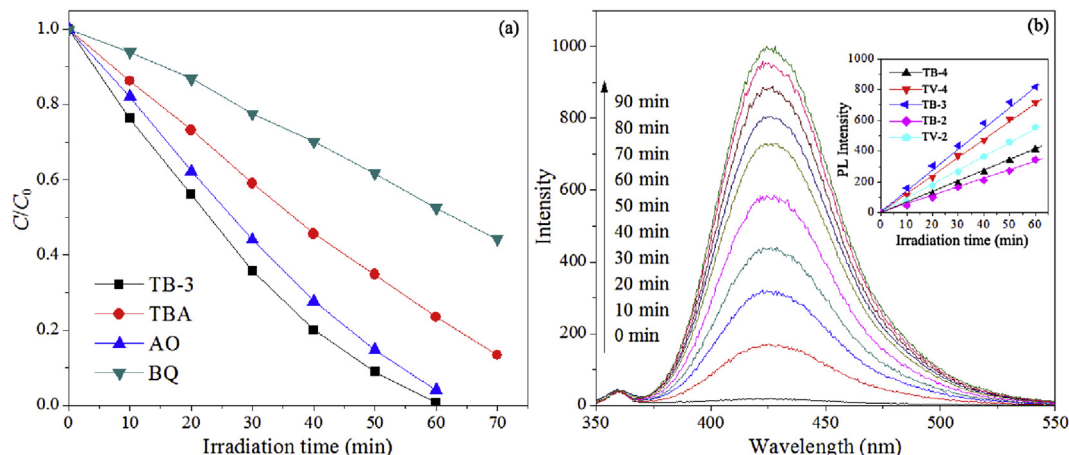 (a)
C/C0
1.0
0.8
0.6
0.4
0.2
0.0
TB-3
TBA
AO
BQ
0 10 20 30 40 50 60 70
Irradiation time (min)
(b)
Intensity
1000
800
600
400
200
0
90 min
80 min
70 min
60 min
50 min
40 min
30 min
20 min
10 min
0 min
350 400 450 500 550
Wavelength (nm)
PL Intensity
1000
800
600
400
200
0
TB-4
TV-4
TB-3
TB-2
TV-2
0 10 20 30 40 50 60
Irradiation time (min)